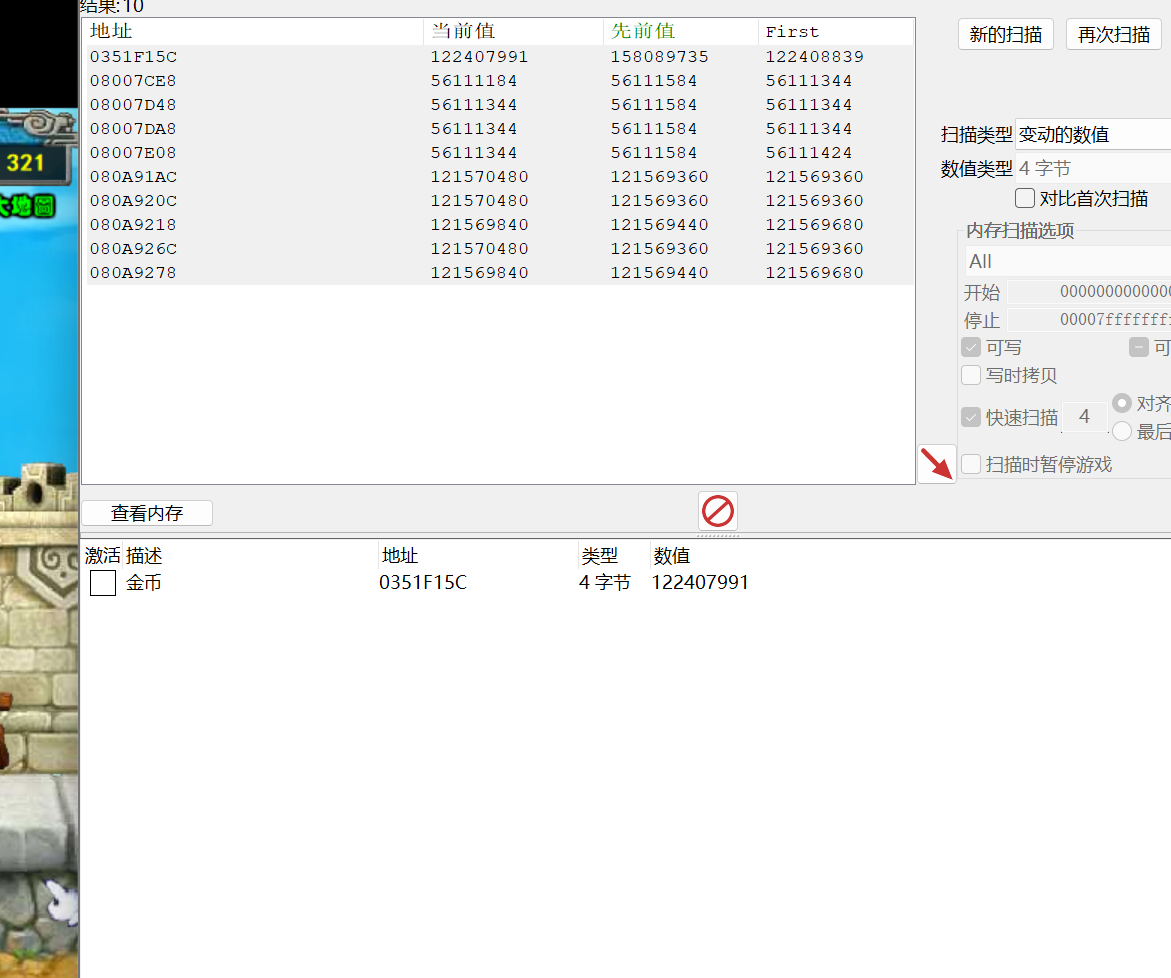 结果:10
地址 当前值 先前值 First
0351F15C 122407991 158089735 122408839
08007CE8 56111184 56111584 56111344
08007D48 56111344 56111584 56111344
08007DA8 56111344 56111584 56111344
08007E08 56111344 56111584 56111424
080A91AC 121570480 121569360 121569360
080A920C 121570480 121569360 121569360
080A9218 121569840 121569440 121569680
080A926C 121570480 121569360 121569360
080A9278 121569840 121569440 121569680
新的扫描 再次扫描
扫描类型 变动的数值
数值类型 4 字节
对比首次扫描
内存扫描选项
All
开始 0000000000000
停止 00007fffffff
可写 可
写时拷贝
快速扫描 4 对齐
最后
扫描时暂停游戏
查看内存
激活 描述 地址 类型 数值
金币 0351F15C 4 字节 122407991
321
大地圖